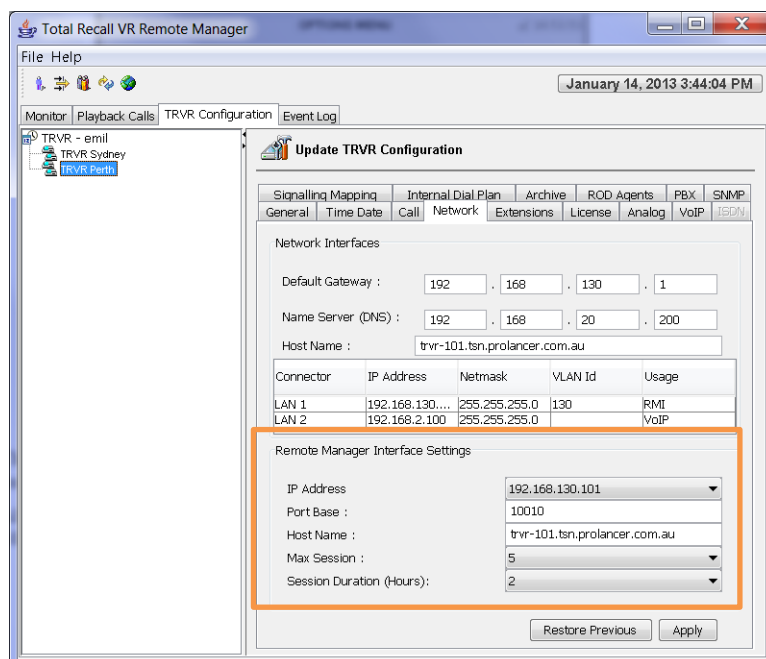 OPTIONS MENU
Total Recall VR Remote Manager
File Help
January 14, 2013 3:44:04 PM
Monitor Playback Calls TRVR Configuration Event Log
TRVR - emil
TRVR Sydney
TRVR Perth
Update TRVR Configuration
Signalling Mapping Internal Dial Plan Archive ROD Agents PBX SNMP
General Time Date Call Network Extensions License Analog VoIP ISDN
Network Interfaces
Default Gateway : 192 . 168 . 130 . 1
Name Server (DNS) : 192 . 168 . 20 . 200
Host Name : trvr-101.tsn.prolancer.com.au
Connector IP Address Netmask VLAN Id Usage
LAN 1 192.168.130.... 255.255.255.0 130 RMI
LAN 2 192.168.2.100 255.255.255.0 VoIP
Remote Manager Interface Settings
IP Address 192.168.130.101
Port Base : 10010
Host Name : trvr-101.tsn.prolancer.com.au
Max Session : 5
Session Duration (Hours): 2
Restore Previous Apply